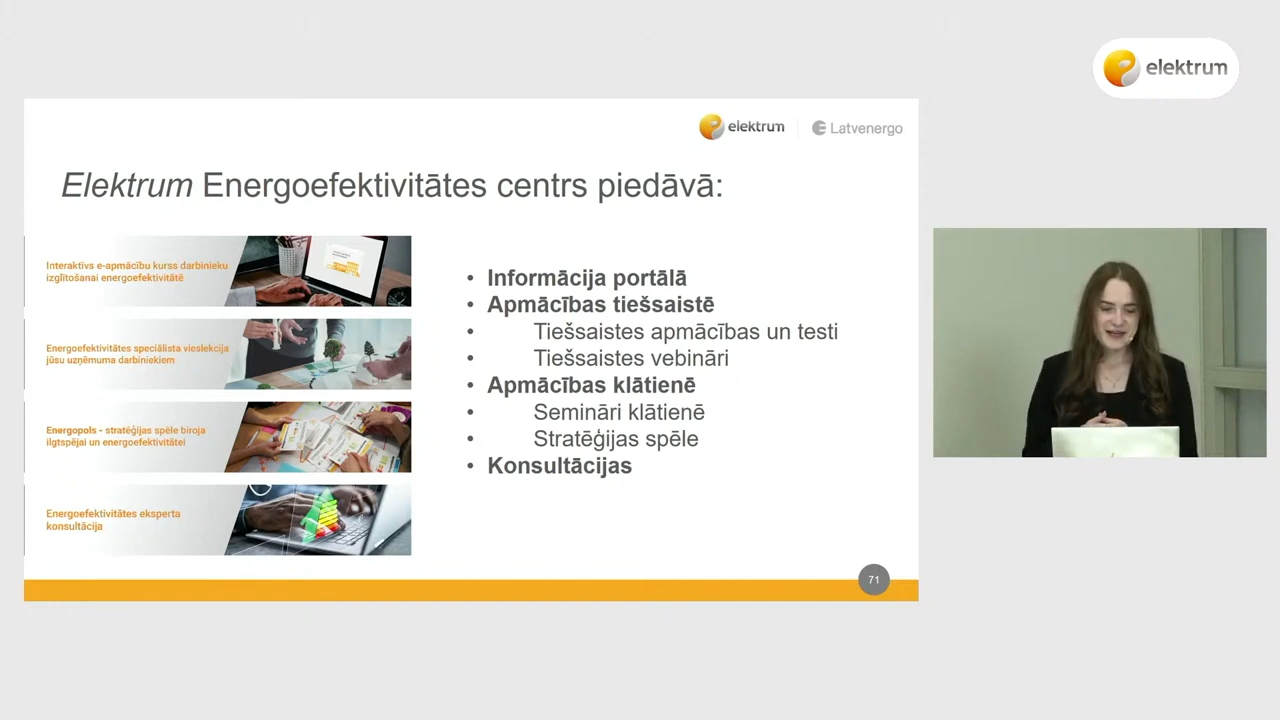 elektrum
elektrum
Latvenergo
Elektrum Energoefektivitātes centrs piedāvā:
Interaktīvs e-apmācību kurss darbinieku
izglītošanai energoefektivitātē
Energoefektivitātes speciālista vieslekcija
jūsu uzņēmuma darbiniekiem
Energopols - stratēģijas spēle biroja
ilgtspējai un energoefektivitātei
Energoefektivitātes eksperta
konsultācija
• Informācija portālā
• Apmācības tiešsaistē
• Tiešsaistes apmācības un testi
• Tiešsaistes vebināri
• Apmācības klātienē
• Semināri klātienē
• Stratēģijas spēle
• Konsultācijas
71